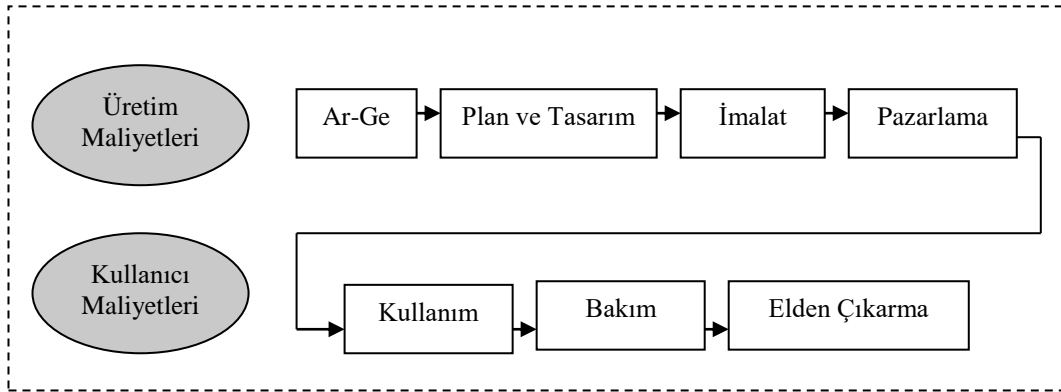 Üretim
Maliyetleri
Ar-Ge
Plan ve Tasarım
İmalat
Pazarlama
Kullanıcı
Maliyetleri
Kullanım
Bakım
Elden Çıkarma